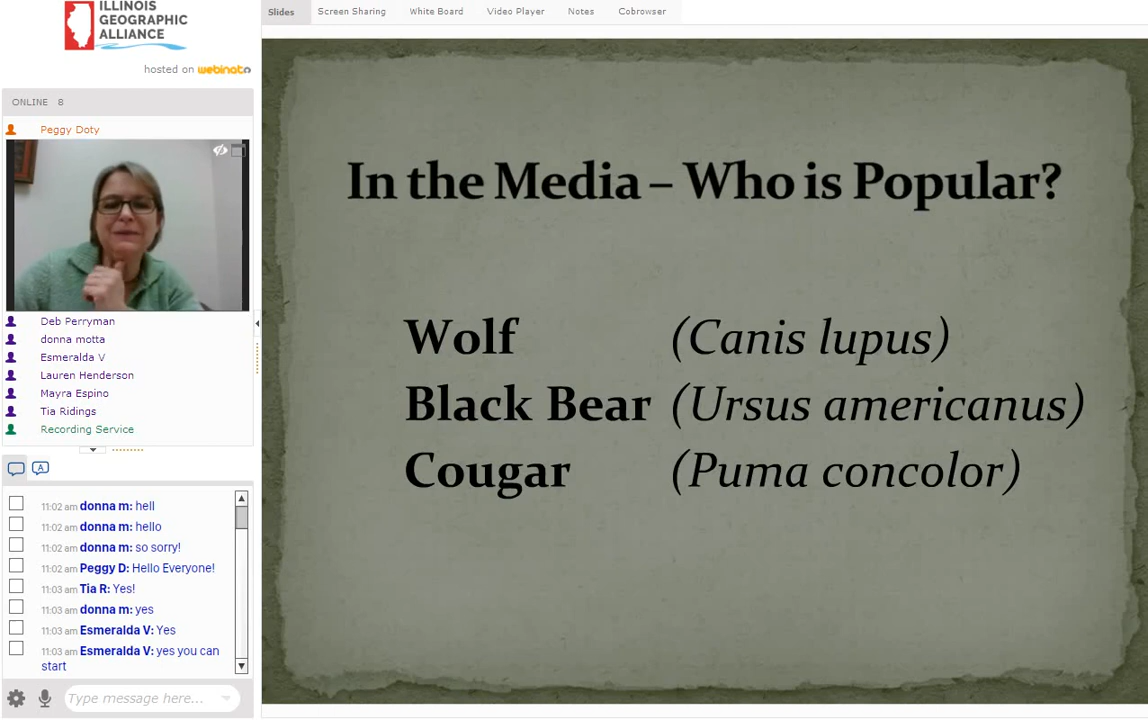 ILLINOIS
GEOGRAPHIC
ALLIANCE
hosted on webinato
ONLINE 8
Peggy Doty
Deb Perryman
donna motta
Esmeralda V
Lauren Henderson
Mayra Espino
Tia Ridings
Recording Service
A
11:02 am donna m: hell
11:02 am donna m: hello
11:02 am donna m: so sorry!
11:02 am Peggy D: Hello Everyone!
11:03 am Tia R: Yes!
11:03 am donna m: yes
11:03 am Esmeralda V: Yes
11:03 am Esmeralda V: yes you can
start
Type message here...
Slides Screen Sharing White Board Video Player Notes Cobrowser
In the Media – Who is Popular?
Wolf (Canis lupus)
Black Bear (Ursus americanus)
Cougar (Puma concolor)